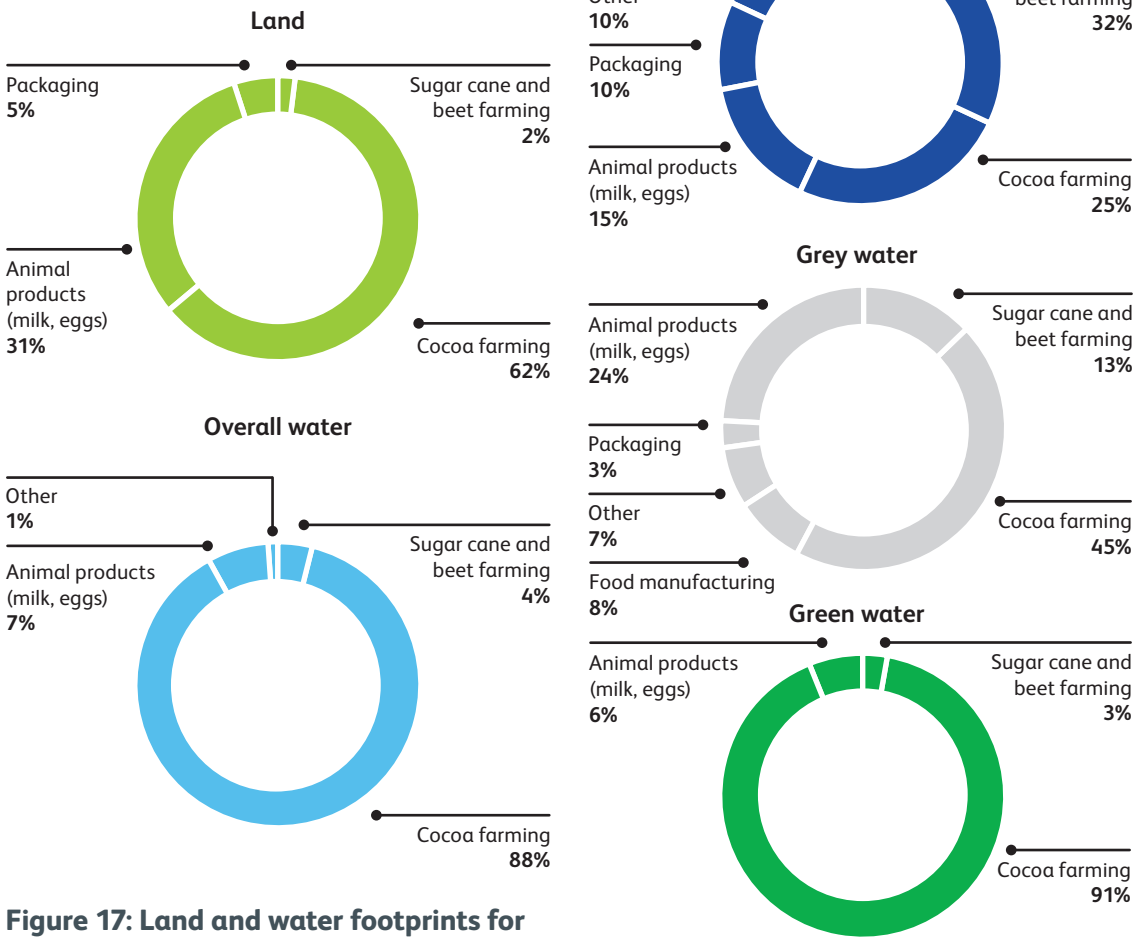 Land
Packaging
5%
Sugar cane and
beet farming
2%
Animal
products
(milk, eggs)
31%
Cocoa farming
62%
Overall water
Other
1%
Animal products
(milk, eggs)
7%
Sugar cane and
beet farming
4%
Cocoa farming
88%
Figure 17: Land and water footprints for
Other
10%
beet farming
32%
Packaging
10%
Animal products
(milk, eggs)
15%
Cocoa farming
25%
Grey water
Animal products
(milk, eggs)
24%
Sugar cane and
beet farming
13%
Packaging
3%
Other
7%
Food manufacturing
8%
Cocoa farming
45%
Green water
Animal products
(milk, eggs)
6%
Sugar cane and
beet farming
3%
Cocoa farming
91%